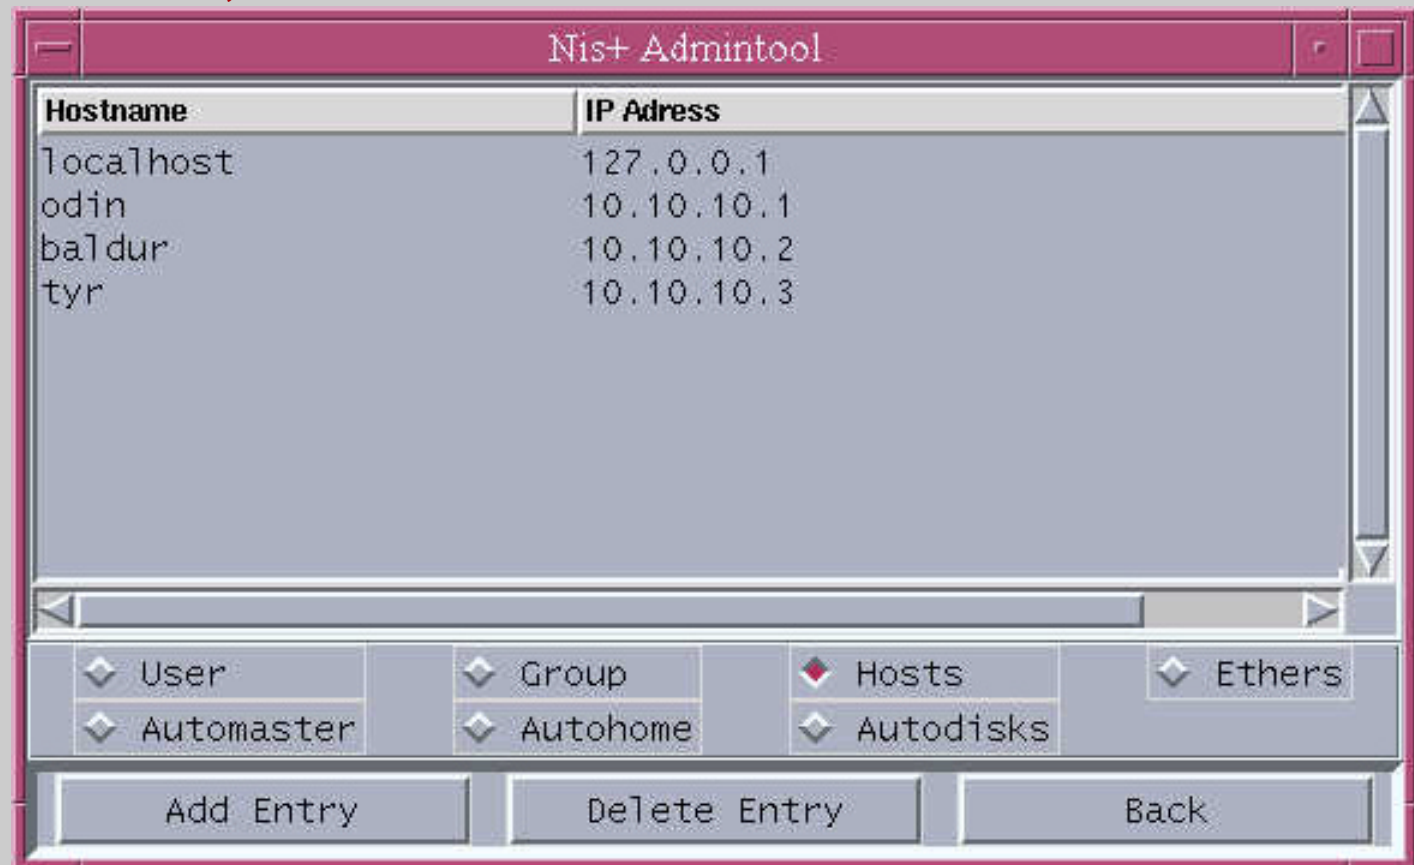 Nis+ Admintool
Hostname IP Adress
localhost 127.0.0.1
odin 10.10.10.1
baldur 10.10.10.2
tyr 10.10.10.3
User Group Hosts Ethers
Automaster Autohome Autodisks
Add Entry Delete Entry Back